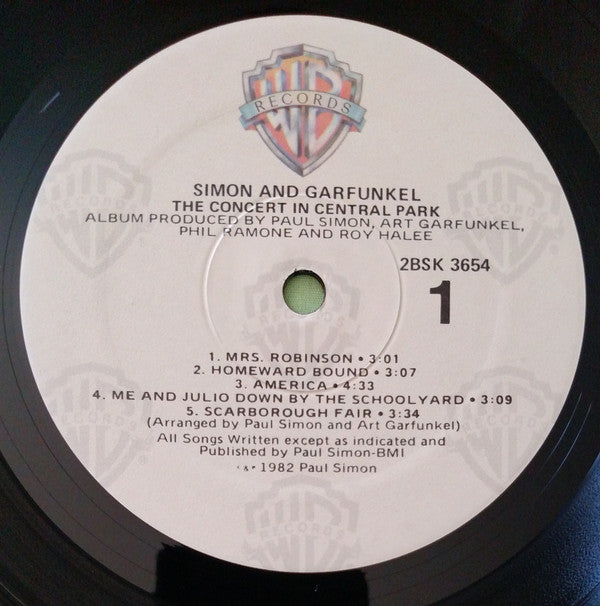 WB
RECORDS
SIMON AND GARFUNKEL
THE CONCERT IN CENTRAL PARK
ALBUM PRODUCED BY PAUL SIMON, ART GARFUNKEL,
PHIL RAMONE AND ROY HALEE
2BSK 3654
1
1. MRS. ROBINSON • 3:01
2. HOMEWARD BOUND • 3:07
3. AMERICA • 4:33
4. ME AND JULIO DOWN BY THE SCHOOLYARD • 3:09
5. SCARBOROUGH FAIR • 3:34
(Arranged by Paul Simon and Art Garfunkel)
All Songs Written except as indicated and
Published by Paul Simon-BMI
1982 Paul Simon